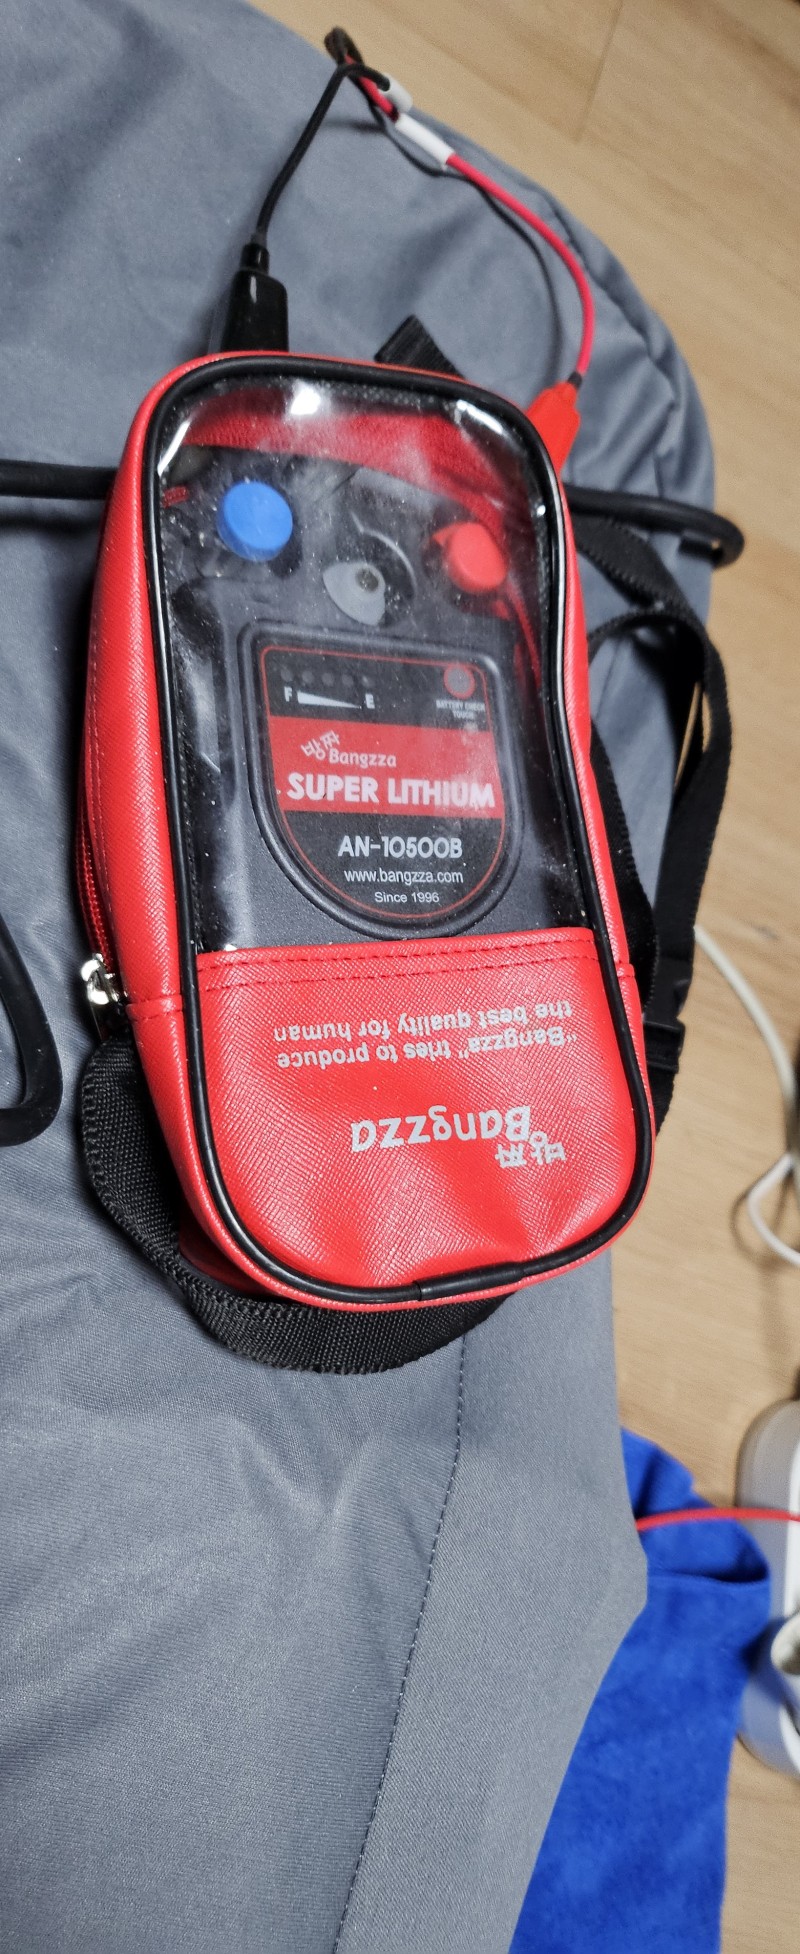 F E
BATTERY CHECK
TOUCH
방짜 Bangzza
SUPER LITHIUM
AN-10500B
www.bangzza.com
Since 1996
방짜
Bangzza
"Bangzza" tries to produce
the best quality for human